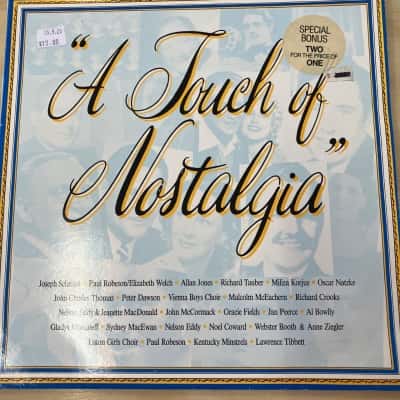 SPECIAL
BONUS
TWO
FOR THE PRICE OF
ONE
"A Touch of
Nostalgia"
Joseph Schmidt • Paul Robeson/Elizabeth Welch • Allan Jones • Richard Tauber • Miliza Korjus • Oscar Natzke
John Charles Thomas • Peter Dawson • Vienna Boys Choir • Malcolm McEachern • Richard Crooks
Nelson Eddy & Jeanette MacDonald • John McCormack • Gracie Fields • Jan Peerce • Al Bowlly
Gladys Moncrieff • Sydney MacEwan • Nelson Eddy • Noel Coward • Webster Booth & Anne Ziegler
Luton Girls Choir • Paul Robeson • Kentucky Minstrels • Lawrence Tibbett